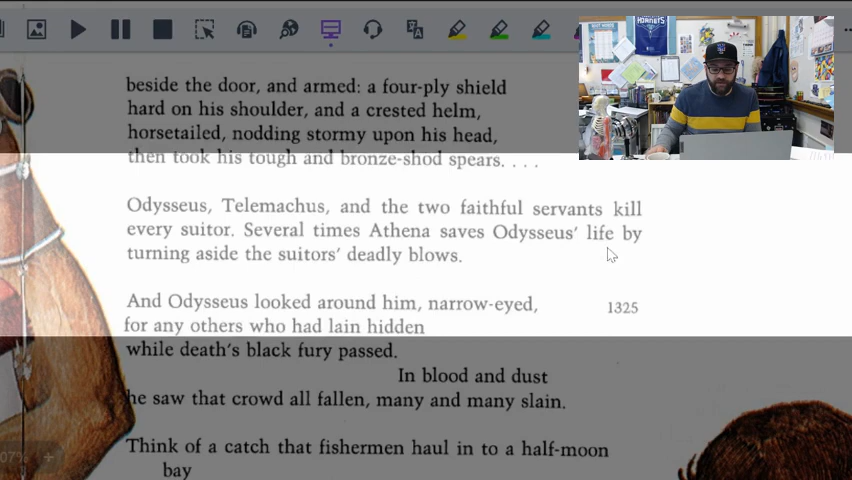 HORNETS
beside the door, and armed: a four-ply shield
hard on his shoulder, and a crested helm,
horsetailed, nodding stormy upon his head,
then took his tough and bronze-shod spears. . . .
Odysseus, Telemachus, and the two faithful servants kill
every suitor. Several times Athena saves Odysseus’ life by
turning aside the suitors’ deadly blows.
And Odysseus looked around him, narrow-eyed,
1325
for any others who had lain hidden
while death’s black fury passed.
In blood and dust
he saw that crowd all fallen, many and many slain.
Think of a catch that fishermen haul in to a half-moon
bay
07% +